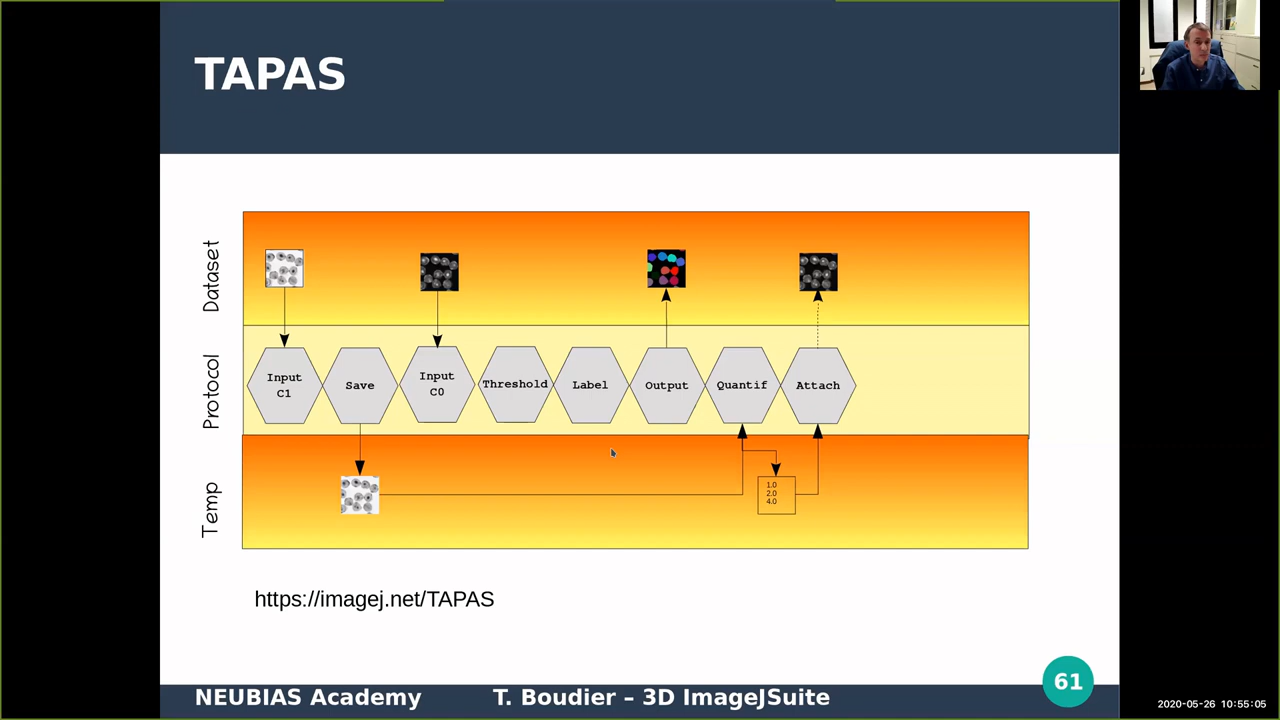 TAPAS
Dataset
Protocol
Temp
Input
C1
Save
Input
C0
Threshold
Label
Output
Quantif
Attach
1.0
2.0
4.0
https://imagej.net/TAPAS
61
NEUBIAS Academy
T. Boudier – 3D ImageJSuite
2020-05-26 10:55:05